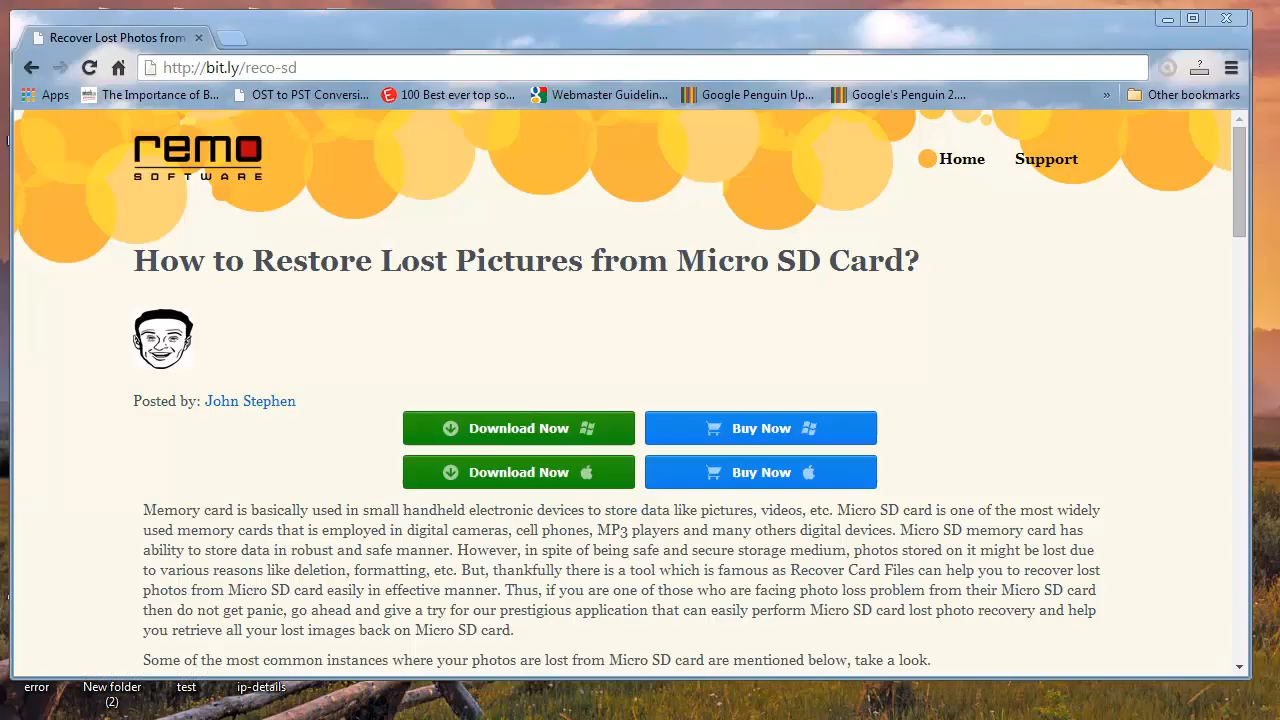 Recover Lost Photos from
http://bit.ly/reco-sd
?
Apps
The Importance of B...
OST to PST Conversi...
100 Best ever top so...
Webmaster Guidelin...
Google Penguin Up...
Google's Penguin 2....
»
Other bookmarks
remo
SOFTWARE
Home
Support
How to Restore Lost Pictures from Micro SD Card?
Posted by: John Stephen
Download Now
Buy Now
Download Now
Buy Now
Memory card is basically used in small handheld electronic devices to store data like pictures, videos, etc. Micro SD card is one of the most widely
used memory cards that is employed in digital cameras, cell phones, MP3 players and many others digital devices. Micro SD memory card has
ability to store data in robust and safe manner. However, in spite of being safe and secure storage medium, photos stored on it might be lost due
to various reasons like deletion, formatting, etc. But, thankfully there is a tool which is famous as Recover Card Files can help you to recover lost
photos from Micro SD card easily in effective manner. Thus, if you are one of those who are facing photo loss problem from their Micro SD card
then do not get panic, go ahead and give a try for our prestigious application that can easily perform Micro SD card lost photo recovery and help
you retrieve all your lost images back on Micro SD card.
Some of the most common instances where your photos are lost from Micro SD card are mentioned below, take a look.
error
New folder
(2)
test
ip-details